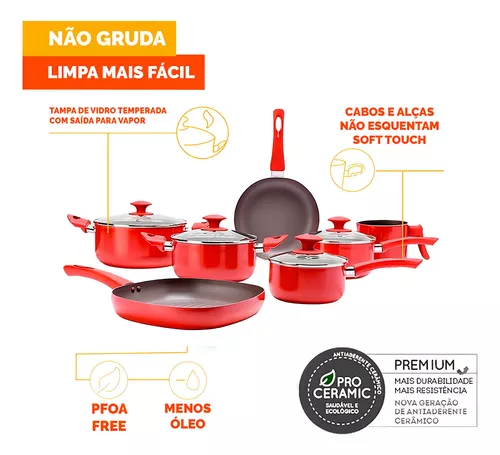 NÃO GRUDA
LIMPA MAIS FÁCIL
TAMPA DE VIDRO TEMPERADA
COM SAÍDA PARA VAPOR
CABOS E ALÇAS
NÃO ESQUENTAM
SOFT TOUCH
PFOA
FREE
MENOS
ÓLEO
ANTIADERENTE CERÂMICO
PRO
CERAMIC
SAUDÁVEL E
ECOLÓGICO
PREMIUM
MAIS DURABILIDADE
MAIS RESISTÊNCIA
NOVA GERAÇÃO
DE ANTIADERENTE
CERÂMICO